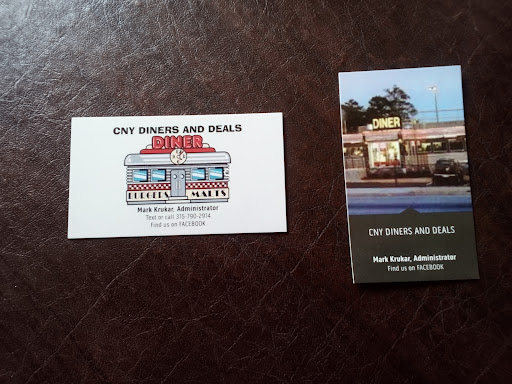 CNY DINERS AND DEALS
DINER
BURGERS MALTS
Mark Krukar, Administrator
Text or call 315-790-2914
Find us on FACEBOOK
DINER
CNY DINERS AND DEALS
Mark Krukar, Administrator
Find us on FACEBOOK